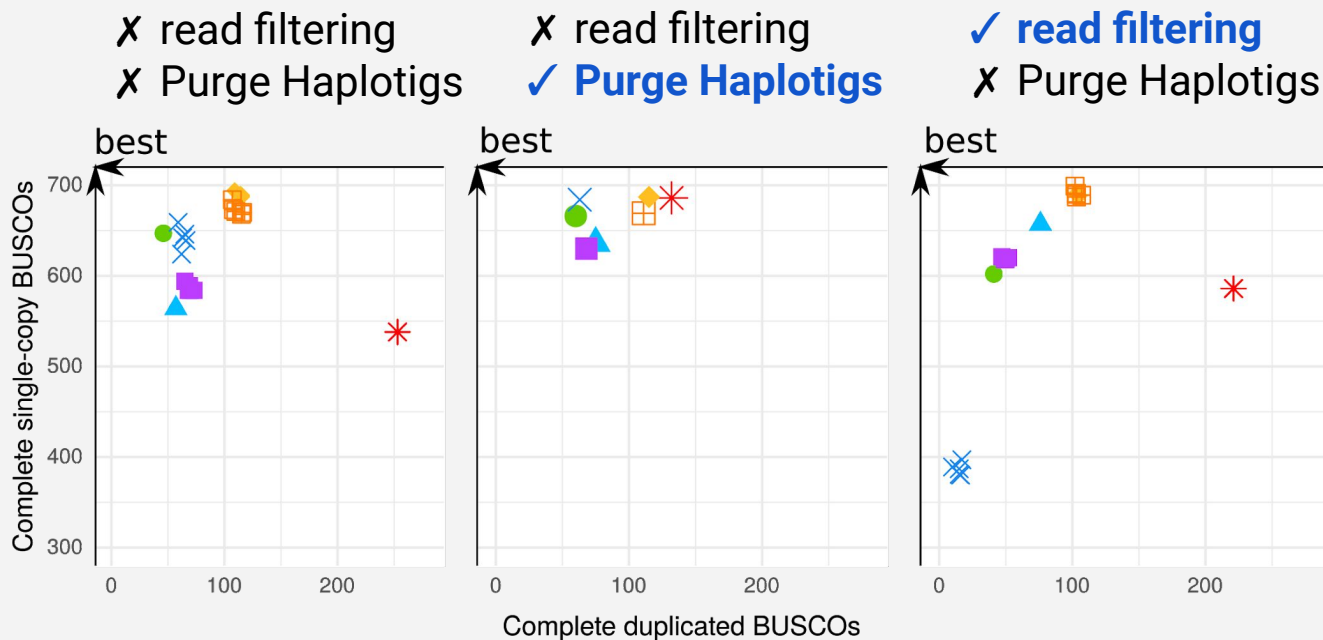 ✗ read filtering
✗ Purge Haplotigs
✗ read filtering
✓ Purge Haplotigs
✓ read filtering
✗ Purge Haplotigs
best
best
best
Complete single-copy BUSCOs
700
600
500
400
300
0 100 200
0 100 200
0 100 200
Complete duplicated BUSCOs